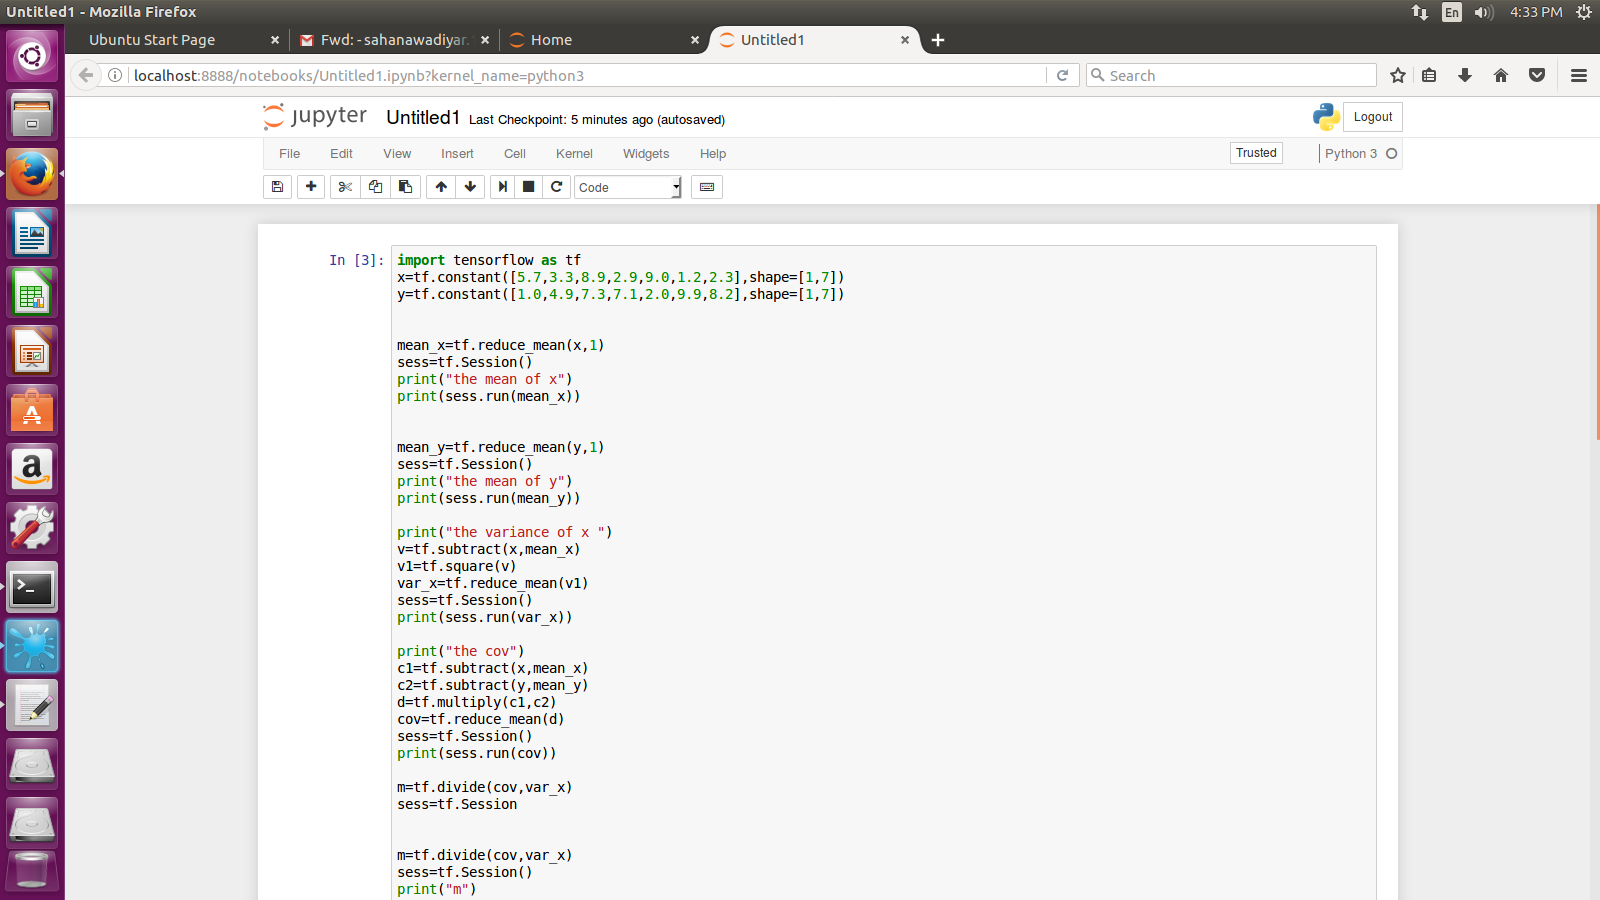 Untitled1 - Mozilla Firefox
En
4:33 PM
Ubuntu Start Page
Fwd: - sahanawadiyar.
Home
Untitled1
localhost:8888/notebooks/Untitled1.ipynb?kernel_name=python3
Search
jupyter Untitled1 Last Checkpoint: 5 minutes ago (autosaved)
Logout
File Edit View Insert Cell Kernel Widgets Help
Trusted
Python 3
Code
In [3]:
import tensorflow as tf
x=tf.constant([5.7,3.3,8.9,2.9,9.0,1.2,2.3],shape=[1,7])
y=tf.constant([1.0,4.9,7.3,7.1,2.0,9.9,8.2],shape=[1,7])
mean_x=tf.reduce_mean(x,1)
sess=tf.Session()
print("the mean of x")
print(sess.run(mean_x))
mean_y=tf.reduce_mean(y,1)
sess=tf.Session()
print("the mean of y")
print(sess.run(mean_y))
print("the variance of x ")
v=tf.subtract(x,mean_x)
v1=tf.square(v)
var_x=tf.reduce_mean(v1)
sess=tf.Session()
print(sess.run(var_x))
print("the cov")
c1=tf.subtract(x,mean_x)
c2=tf.subtract(y,mean_y)
d=tf.multiply(c1,c2)
cov=tf.reduce_mean(d)
sess=tf.Session()
print(sess.run(cov))
m=tf.divide(cov,var_x)
sess=tf.Session
m=tf.divide(cov,var_x)
sess=tf.Session()
print("m")